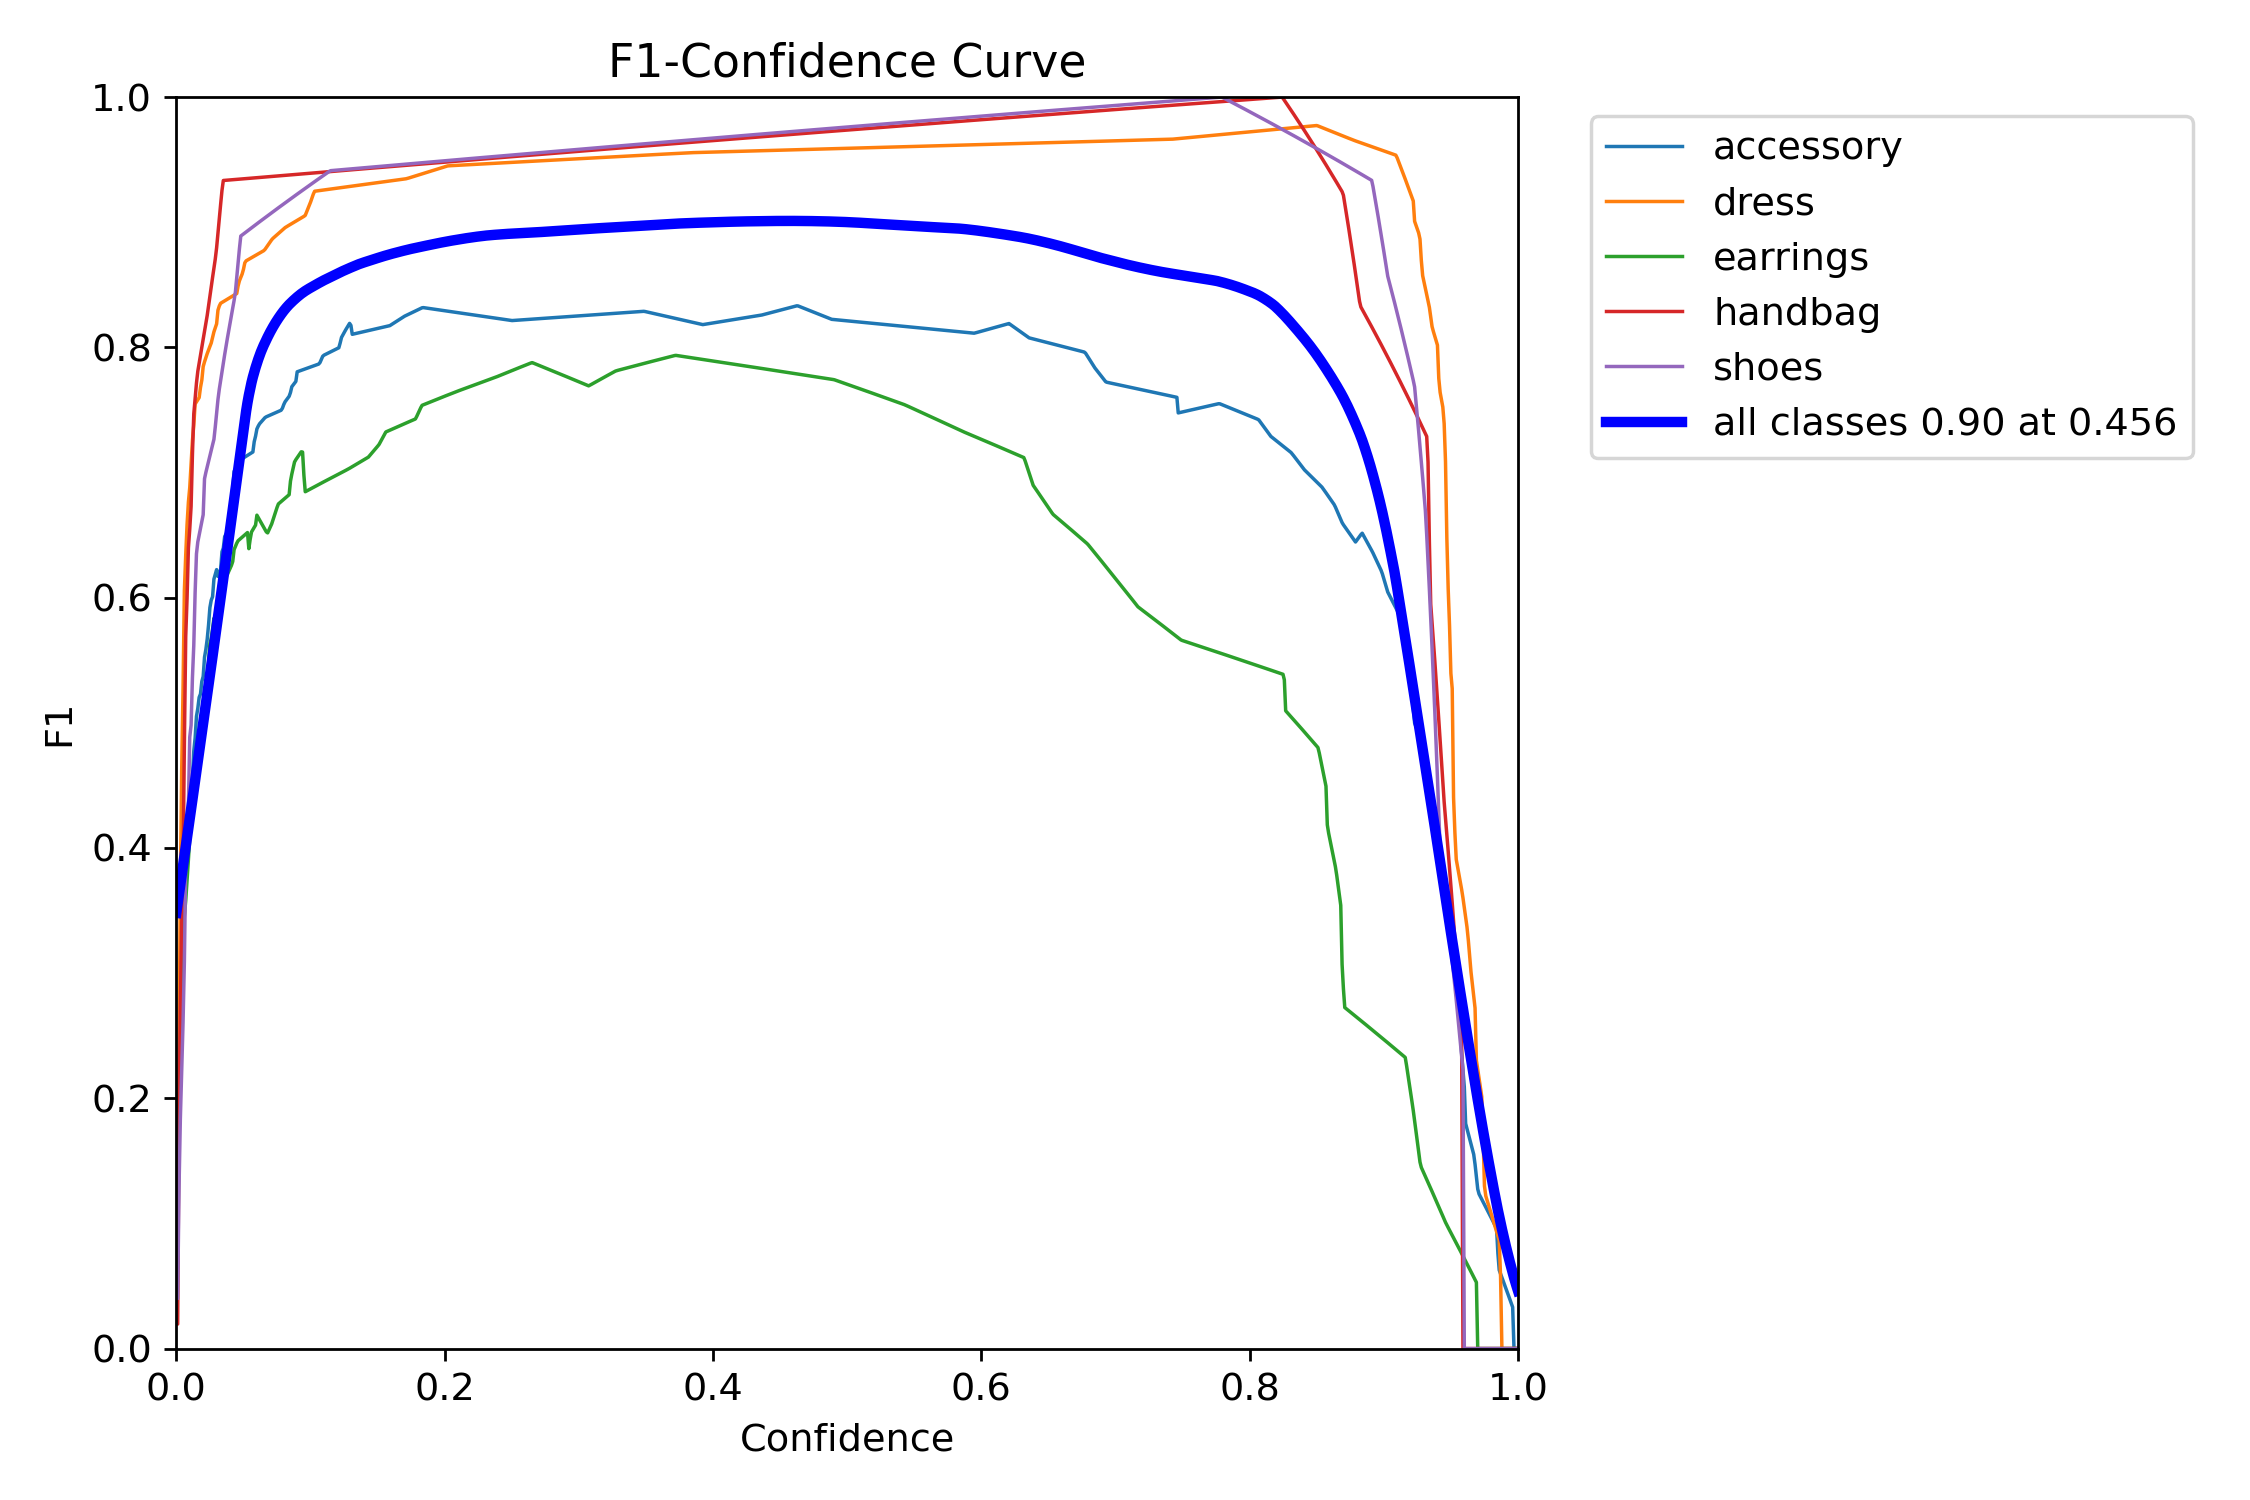 F1-Confidence Curve
1.0
0.8
0.6
0.4
0.2
0.0
F1
0.0 0.2 0.4 0.6 0.8 1.0
Confidence
accessory
dress
earrings
handbag
shoes
all classes 0.90 at 0.456